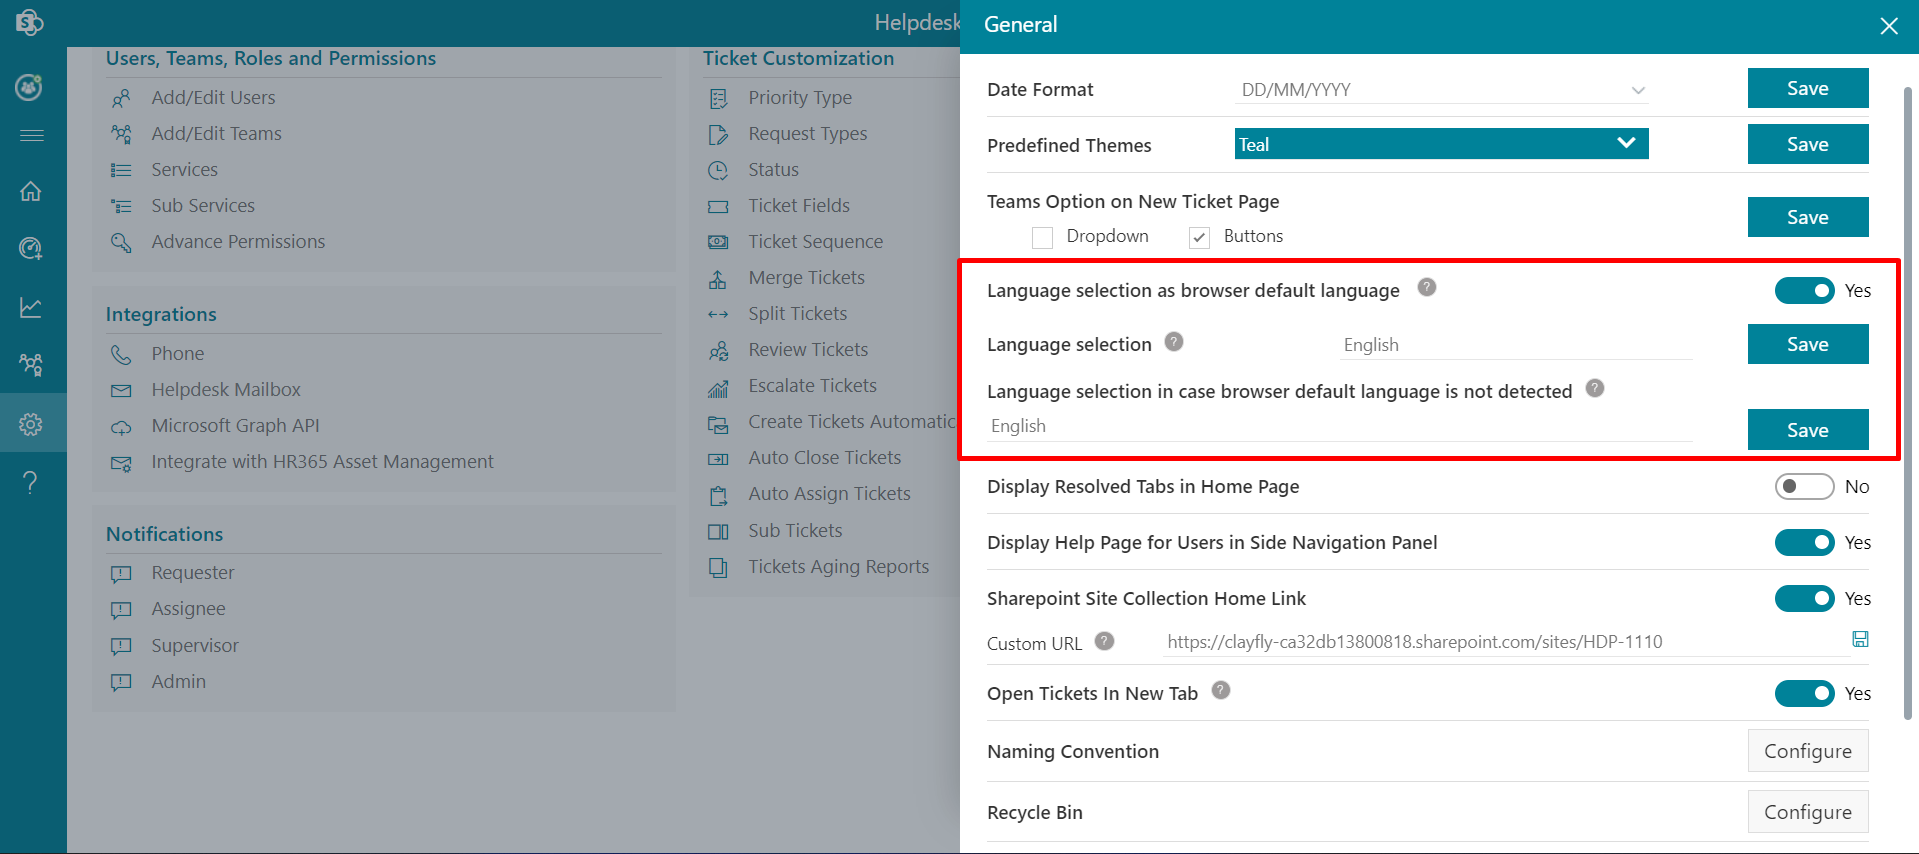 Helpdesk
Users, Teams, Roles and Permissions
Add/Edit Users
Add/Edit Teams
Services
Sub Services
Advance Permissions
Integrations
Phone
Helpdesk Mailbox
Microsoft Graph API
Integrate with HR365 Asset Management
Notifications
Requester
Assignee
Supervisor
Admin
Ticket Customization
Priority Type
Request Types
Status
Ticket Fields
Ticket Sequence
Merge Tickets
Split Tickets
Review Tickets
Escalate Tickets
Create Tickets Automatic
Auto Close Tickets
Auto Assign Tickets
Sub Tickets
Tickets Aging Reports
General
Date Format DD/MM/YYYY Save
Predefined Themes Teal Save
Teams Option on New Ticket Page
Dropdown Buttons Save
Language selection as browser default language ? Yes
Language selection ? English Save
Language selection in case browser default language is not detected ?
English Save
Display Resolved Tabs in Home Page No
Display Help Page for Users in Side Navigation Panel Yes
Sharepoint Site Collection Home Link Yes
Custom URL ? https://clayfly-ca32db13800818.sharepoint.com/sites/HDP-1110
Open Tickets In New Tab ? Yes
Naming Convention Configure
Recycle Bin Configure